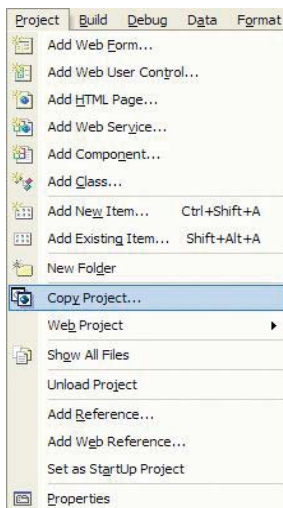 Project Build Debug Data Format
Add Web Form...
Add Web User Control...
Add HTML Page...
Add Web Service...
Add Component...
Add Class...
Add New Item... Ctrl+Shift+A
Add Existing Item... Shift+Alt+A
New Folder
Copy Project...
Web Project
Show All Files
Unload Project
Add Reference...
Add Web Reference...
Set as StartUp Project
Properties